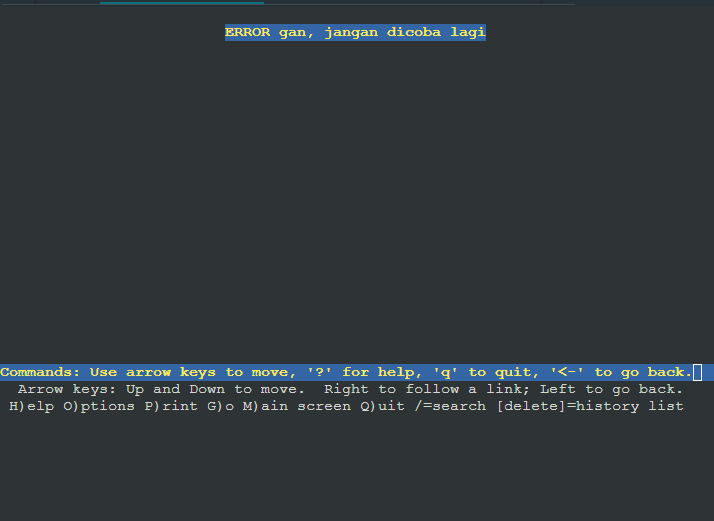 ERROR gan, jangan dicoba lagi
Commands: Use arrow keys to move, '?' for help, 'q' to quit, '<-' to go back.
Arrow keys: Up and Down to move.  Right to follow a link; Left to go back.
H)elp O)ptions P)rint G)o M)ain screen Q)uit /=search [delete]=history list